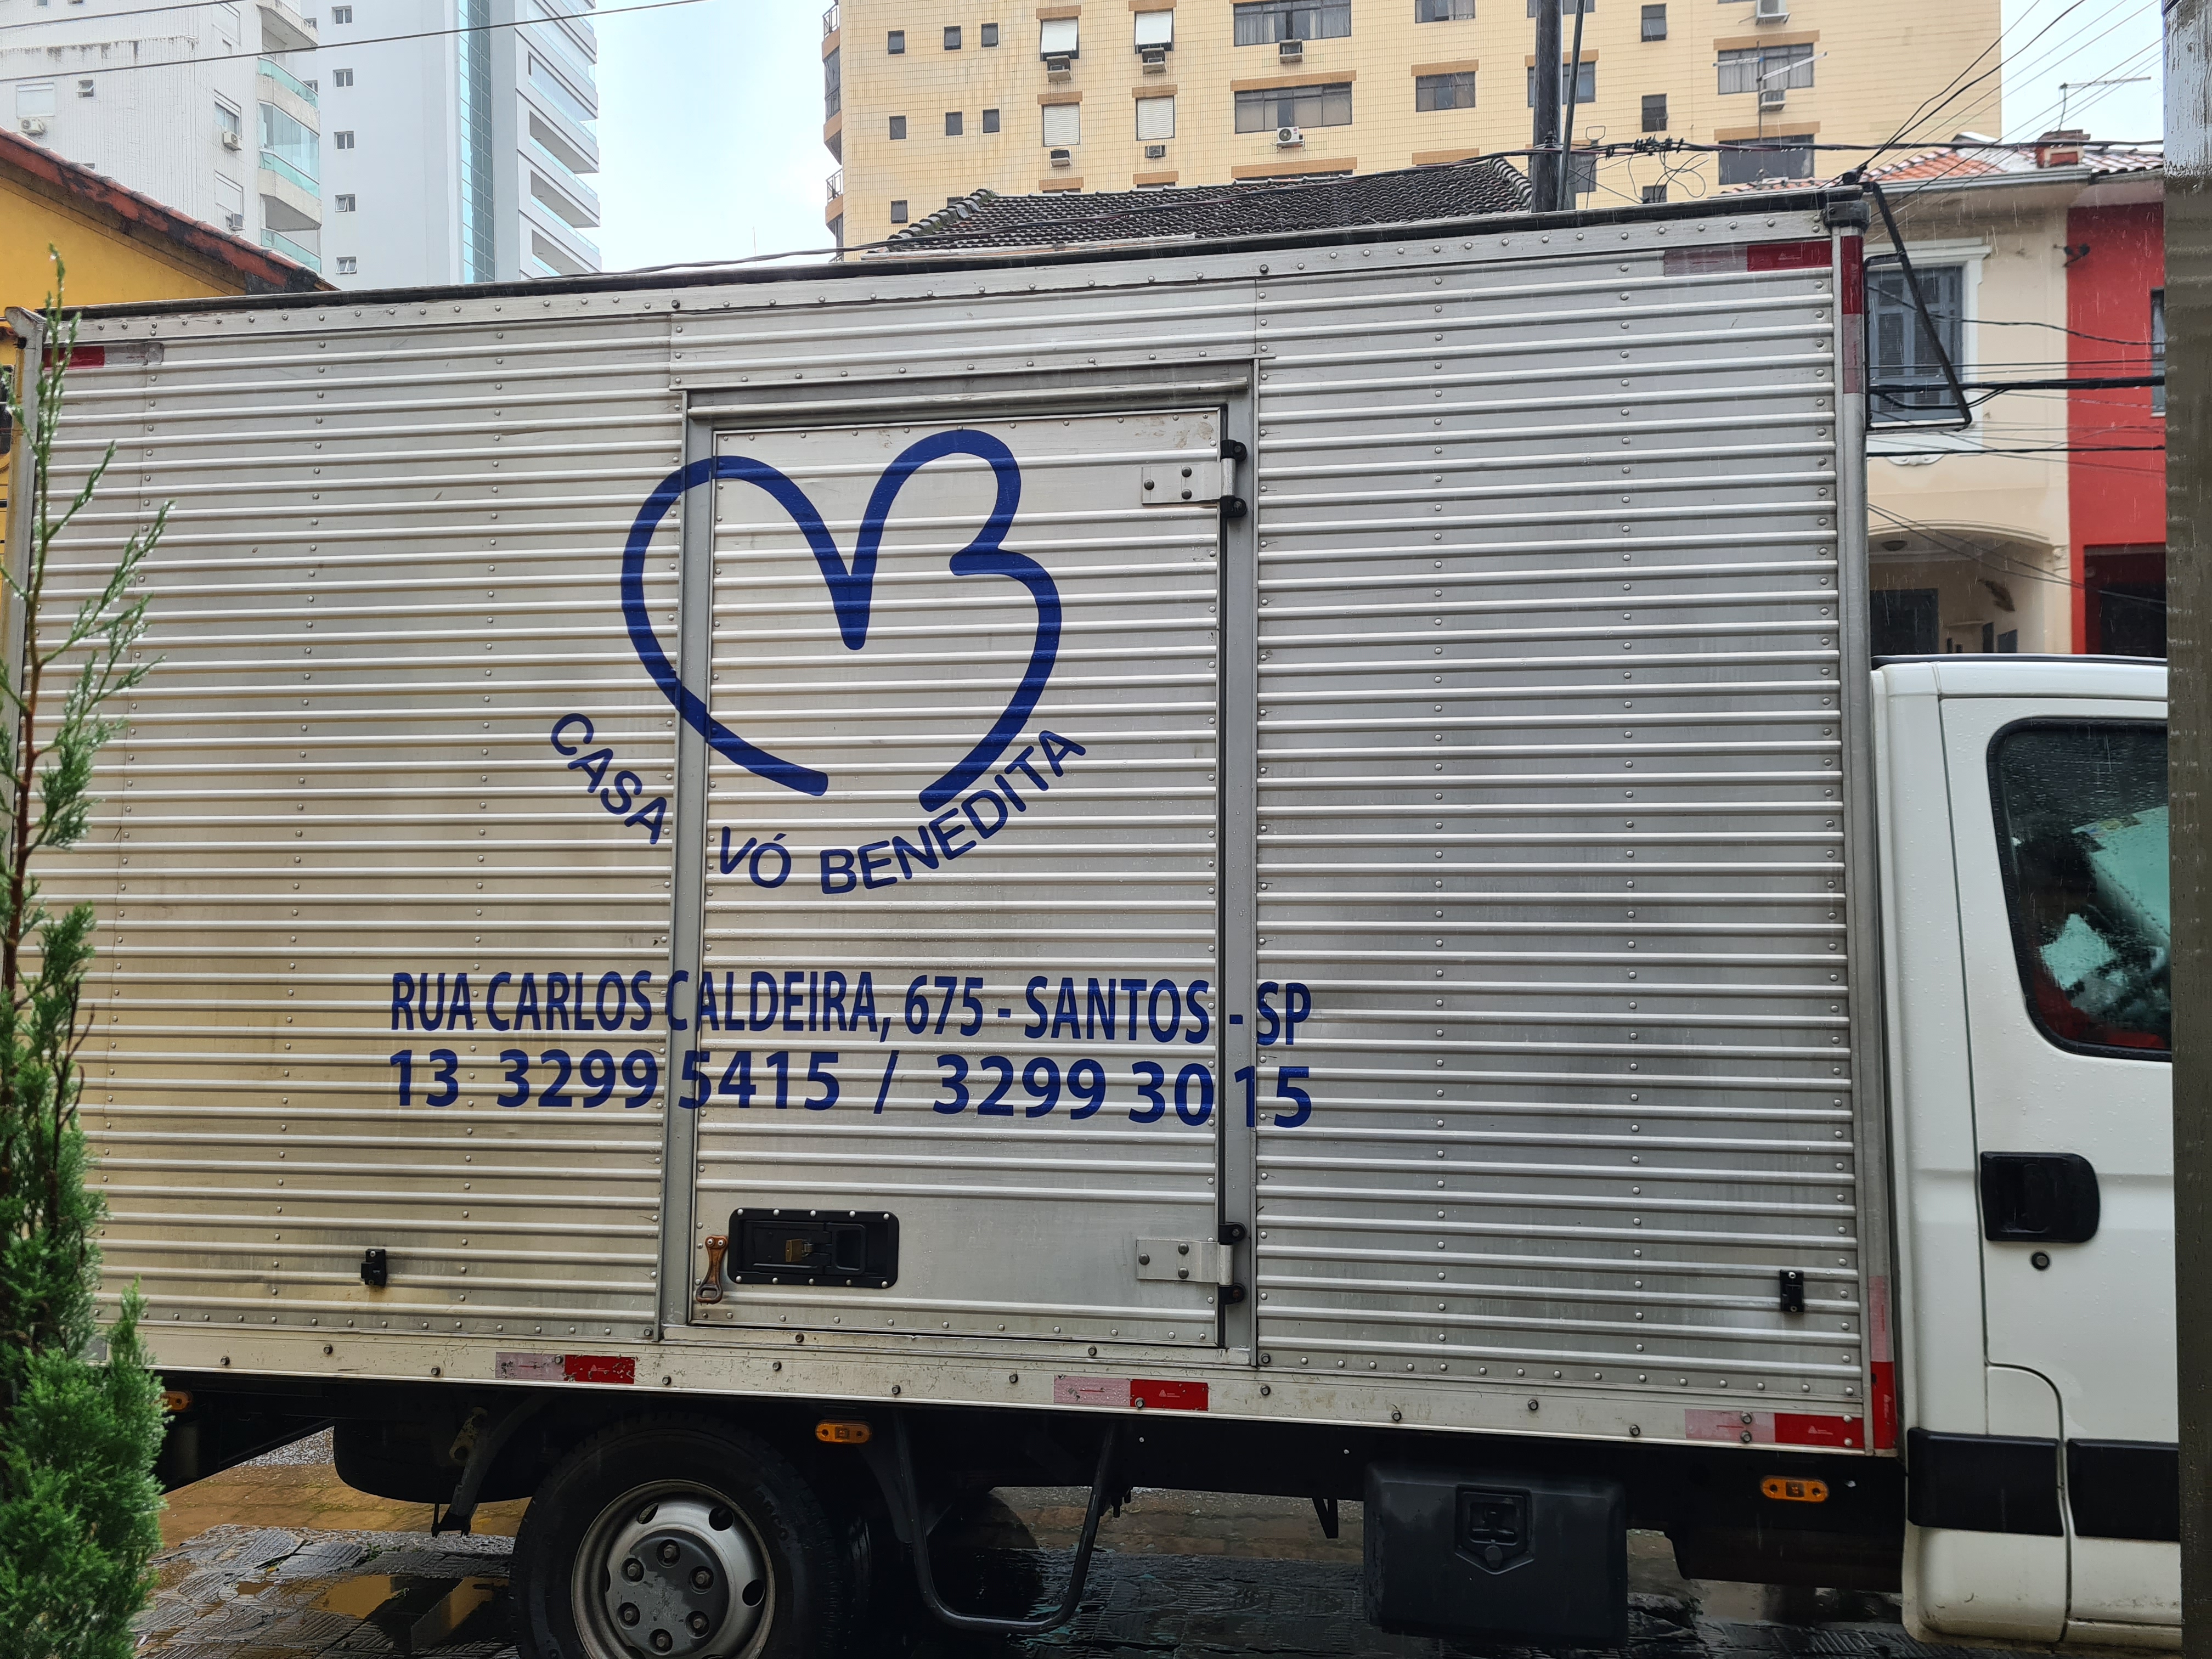 CASA VÓ BENEDITA
RUA CARLOS CALDEIRA, 675 - SANTOS - SP
13 3299 5415 / 3299 3015